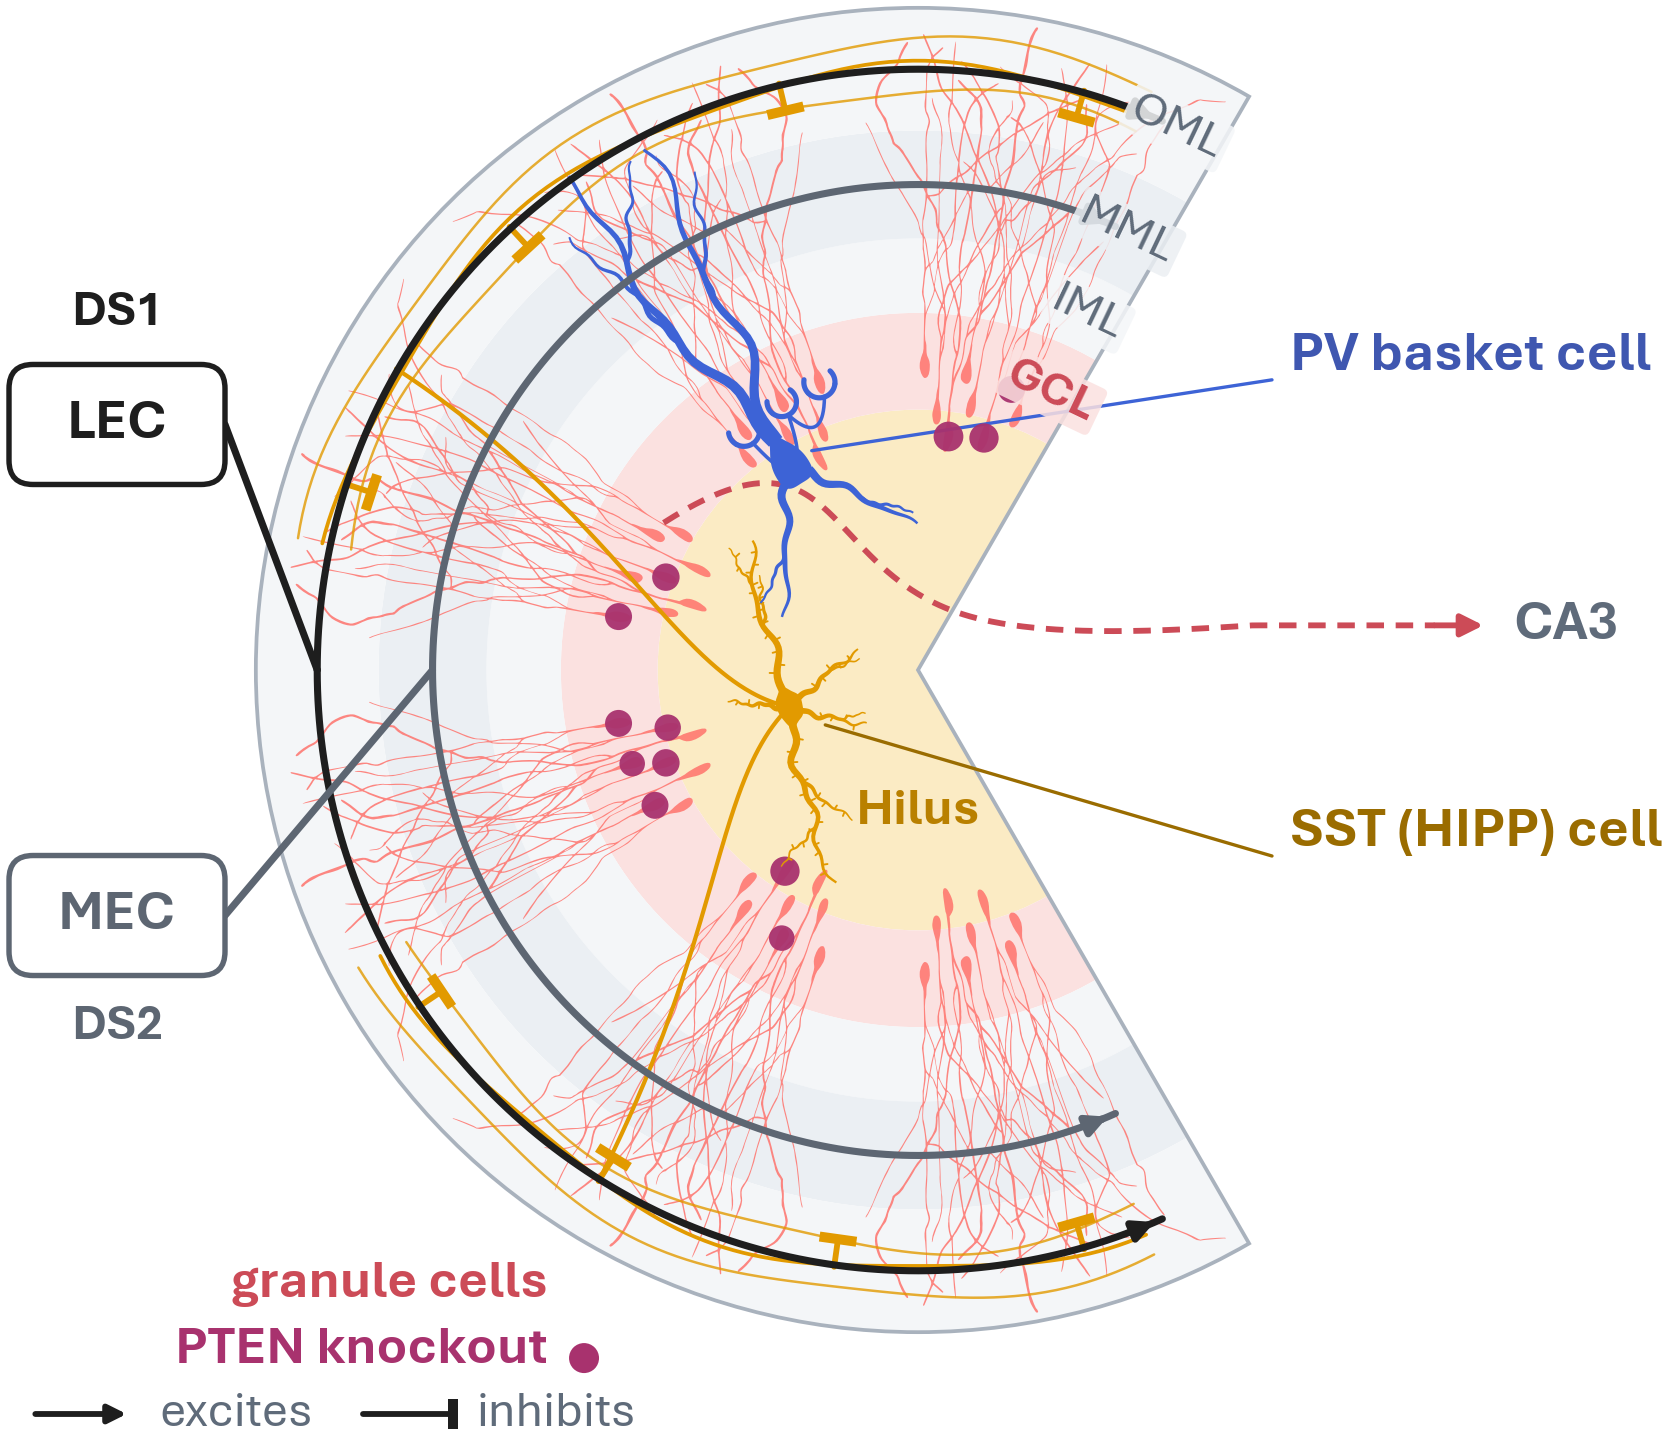 OML
MML
IML
GCL
DS1
LEC
PV basket cell
CA3
Hilus
SST (HIPP) cell
MEC
DS2
granule cells
PTEN knockout
excites
inhibits